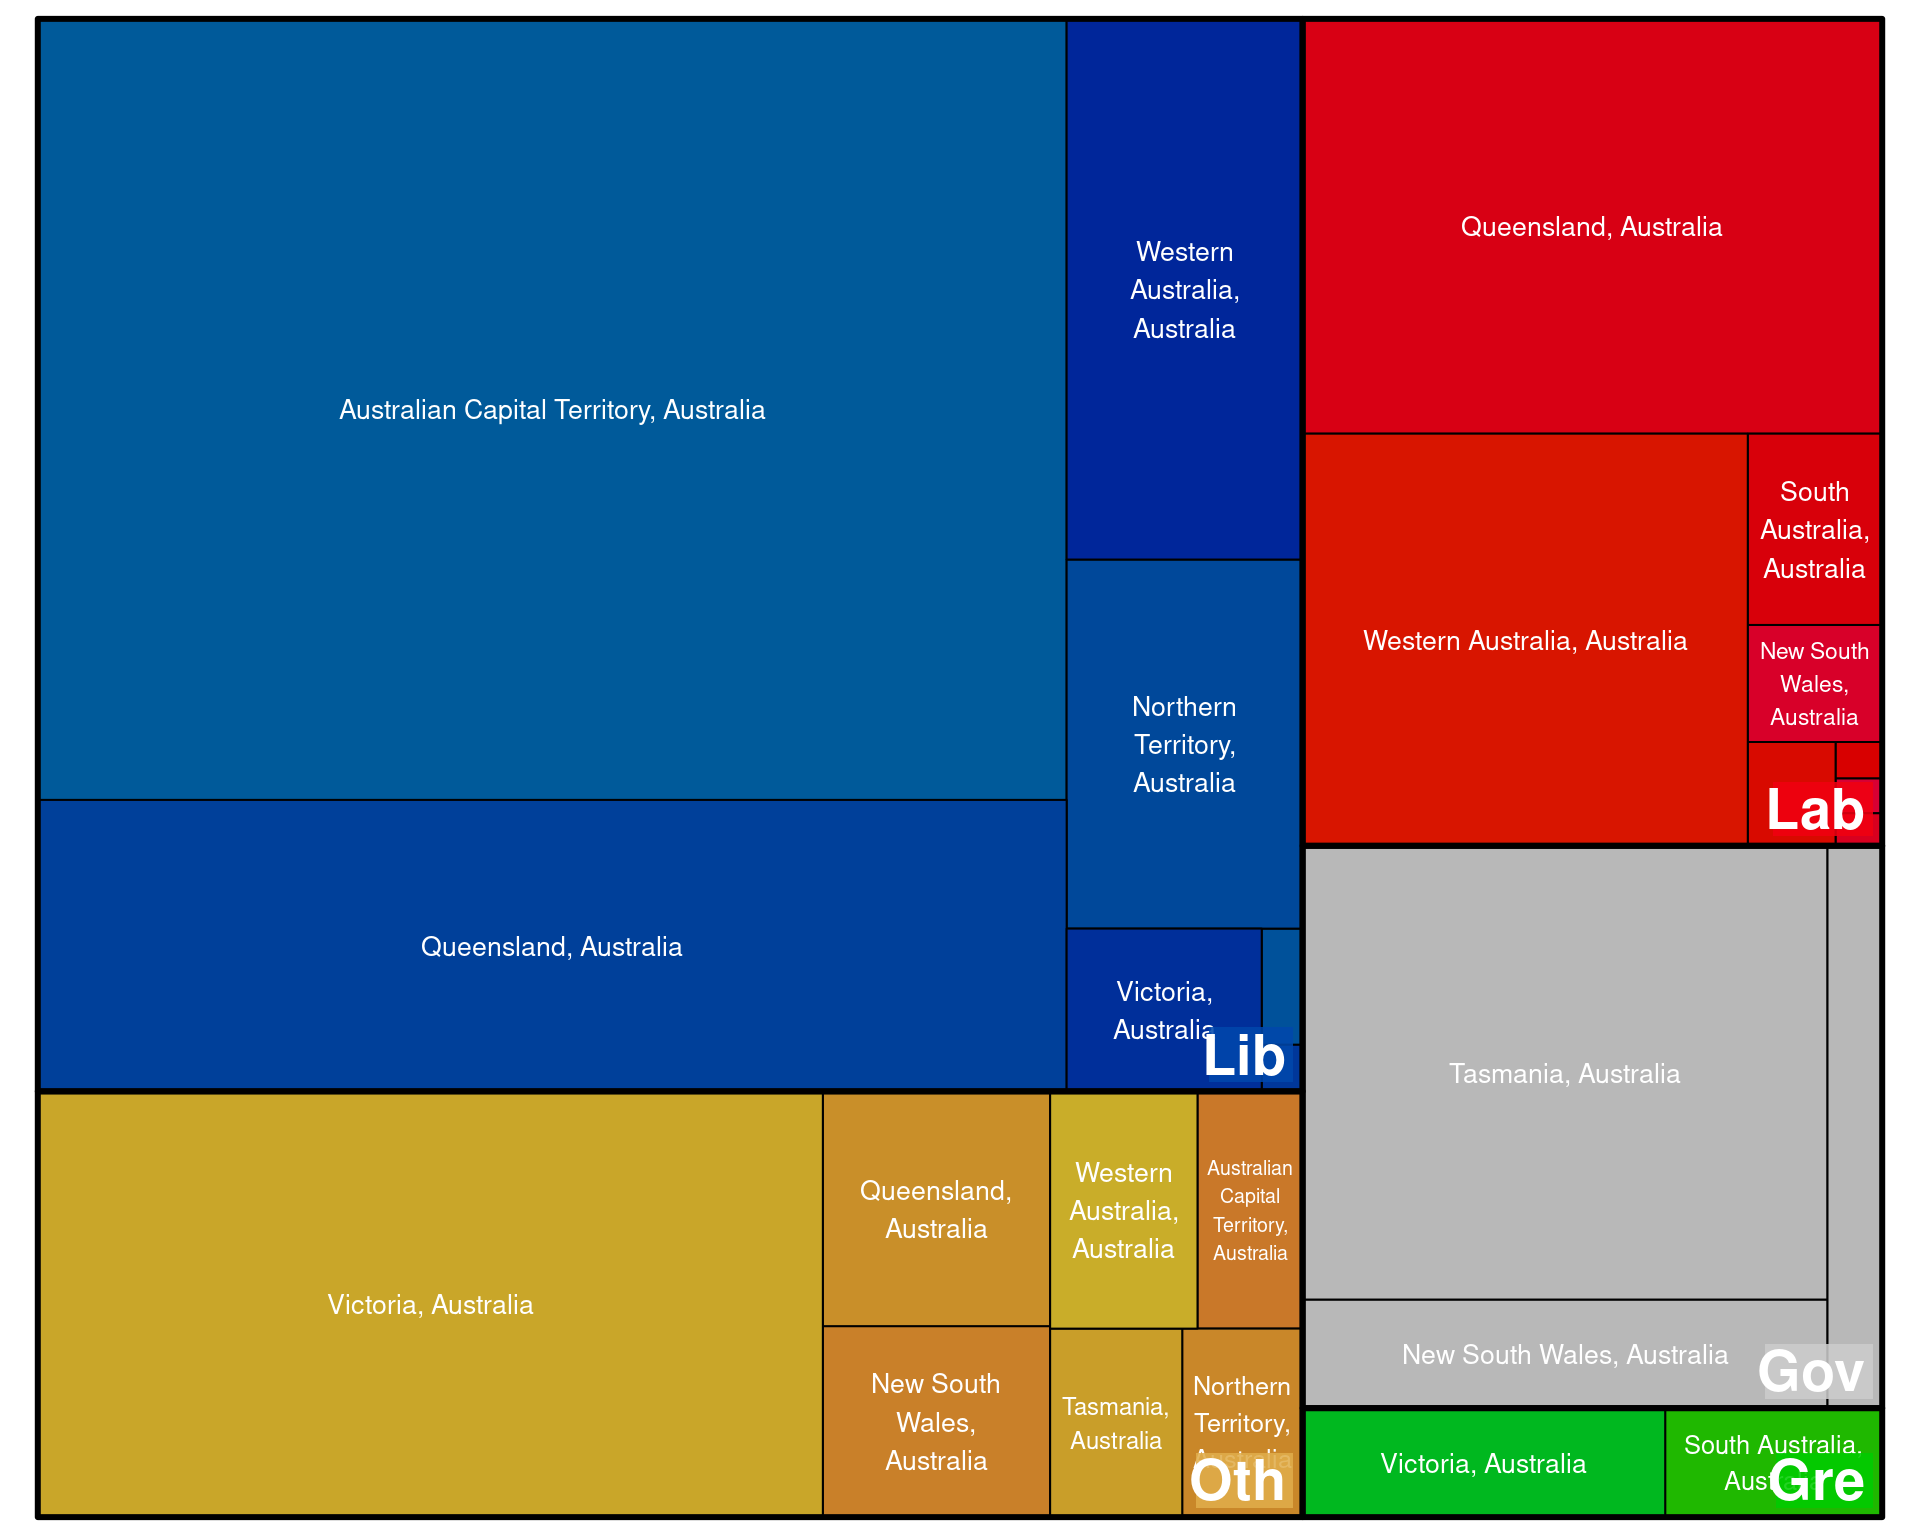 Australian Capital Territory, Australia
Western
Australia,
Australia
Northern
Territory,
Australia
Queensland, Australia
Victoria,
Australia
Lib
Queensland, Australia
Western Australia, Australia
South
Australia,
Australia
New South
Wales,
Australia
Lab
Tasmania, Australia
New South Wales, Australia
Gov
Victoria, Australia
Queensland,
Australia
New South
Wales,
Australia
Western
Australia,
Australia
Australian
Capital
Territory,
Australia
Tasmania,
Australia
Northern
Territory,
Australia
Oth
Victoria, Australia
South Australia,
Australia
Gre